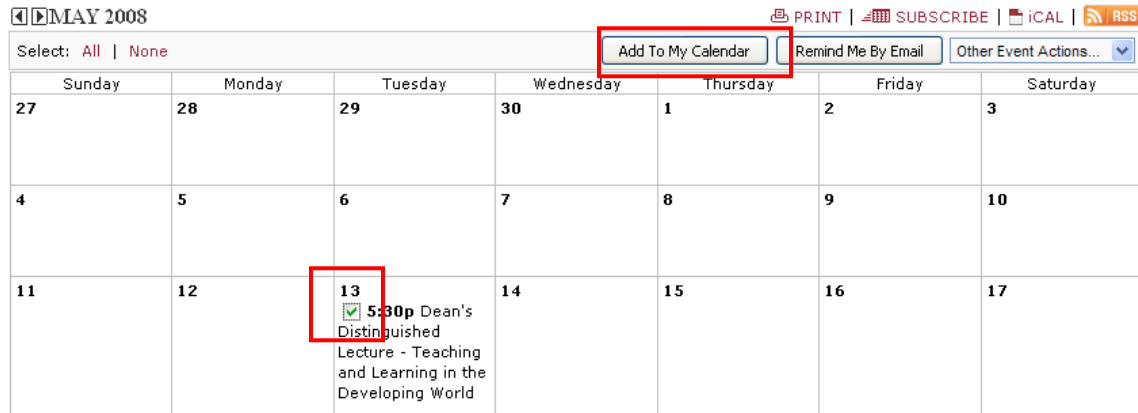 MAY 2008 PRINT | SUBSCRIBE | iCAL | RSS
Select: All | None Add To My Calendar Remind Me By Email Other Event Actions...
Sunday Monday Tuesday Wednesday Thursday Friday Saturday
27 28 29 30 1 2 3
4 5 6 7 8 9 10
11 12 13 14 15 16 17
5:30p Dean's
Distinguished
Lecture - Teaching
and Learning in the
Developing World